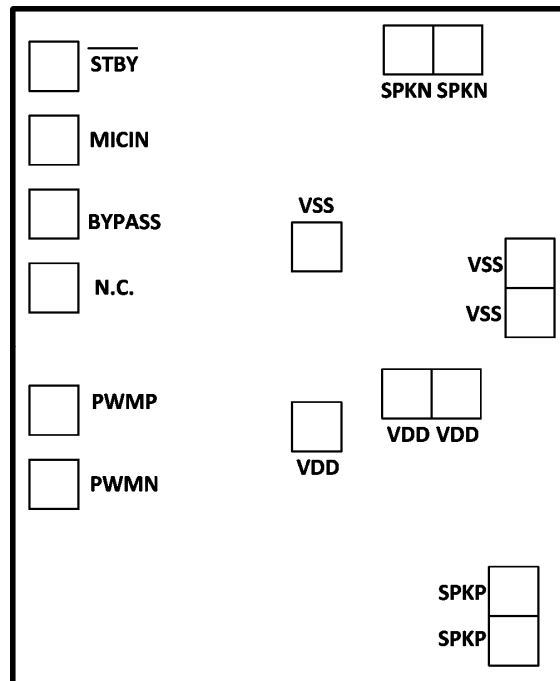 STBY
SPKN SPKN
MICIN
BYPASS
VSS
VSS
N.C.
VSS
PWMP
VDD VDD
VDD
PWMN
SPKP
SPKP